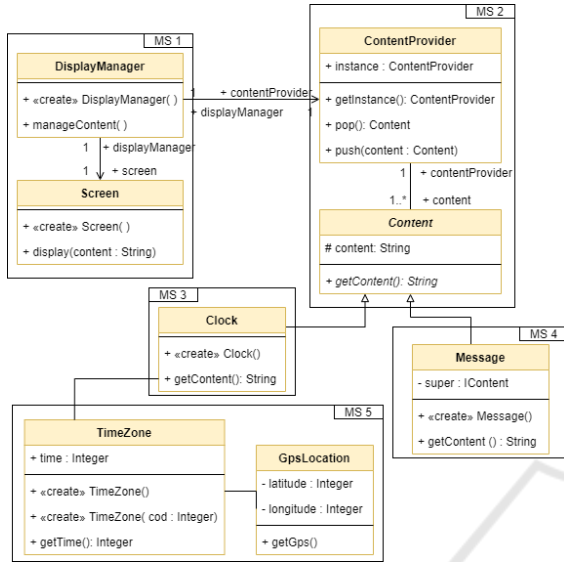 MS 1
DisplayManager
+ «create» DisplayManager( )
+ manageContent( )
1
+ contentProvider
+ displayManager
1
1
+ displayManager
1
+ screen
Screen
+ «create» Screen( )
+ display(content : String)
MS 2
ContentProvider
+ instance : ContentProvider
+ getInstance(): ContentProvider
+ pop(): Content
+ push(content : Content)
1
+ contentProvider
1..*
+ content
Content
# content: String
+ getContent(): String
MS 3
Clock
+ «create» Clock()
+ getContent(): String
MS 4
Message
- super : IContent
+ «create» Message()
+ getContent () : String
MS 5
TimeZone
+ time : Integer
+ «create» TimeZone()
+ «create» TimeZone( cod : Integer)
+ getTime(): Integer
GpsLocation
- latitude : Integer
- longitude : Integer
+ getGps()